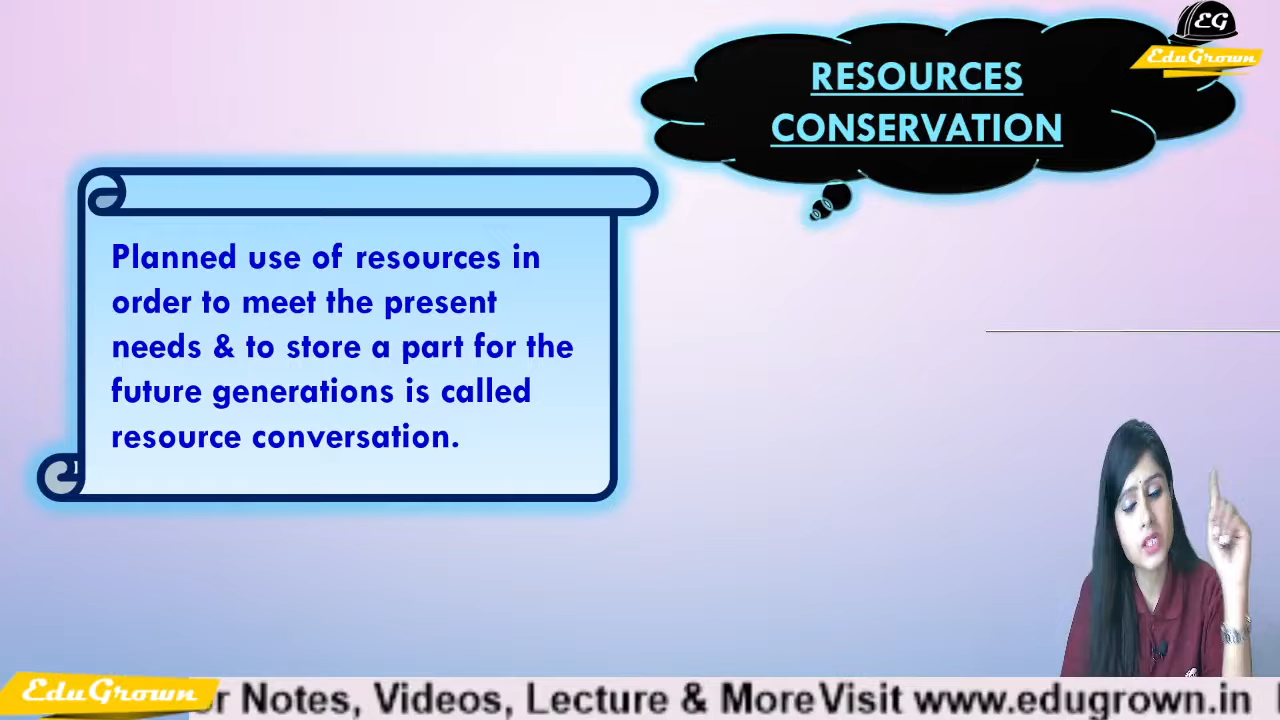 EG
EduGrown
RESOURCES
CONSERVATION
Planned use of resources in
order to meet the present
needs & to store a part for the
future generations is called
resource conversation.
EduGrown
r Notes, Videos, Lecture & More Visit www.edugrown.in